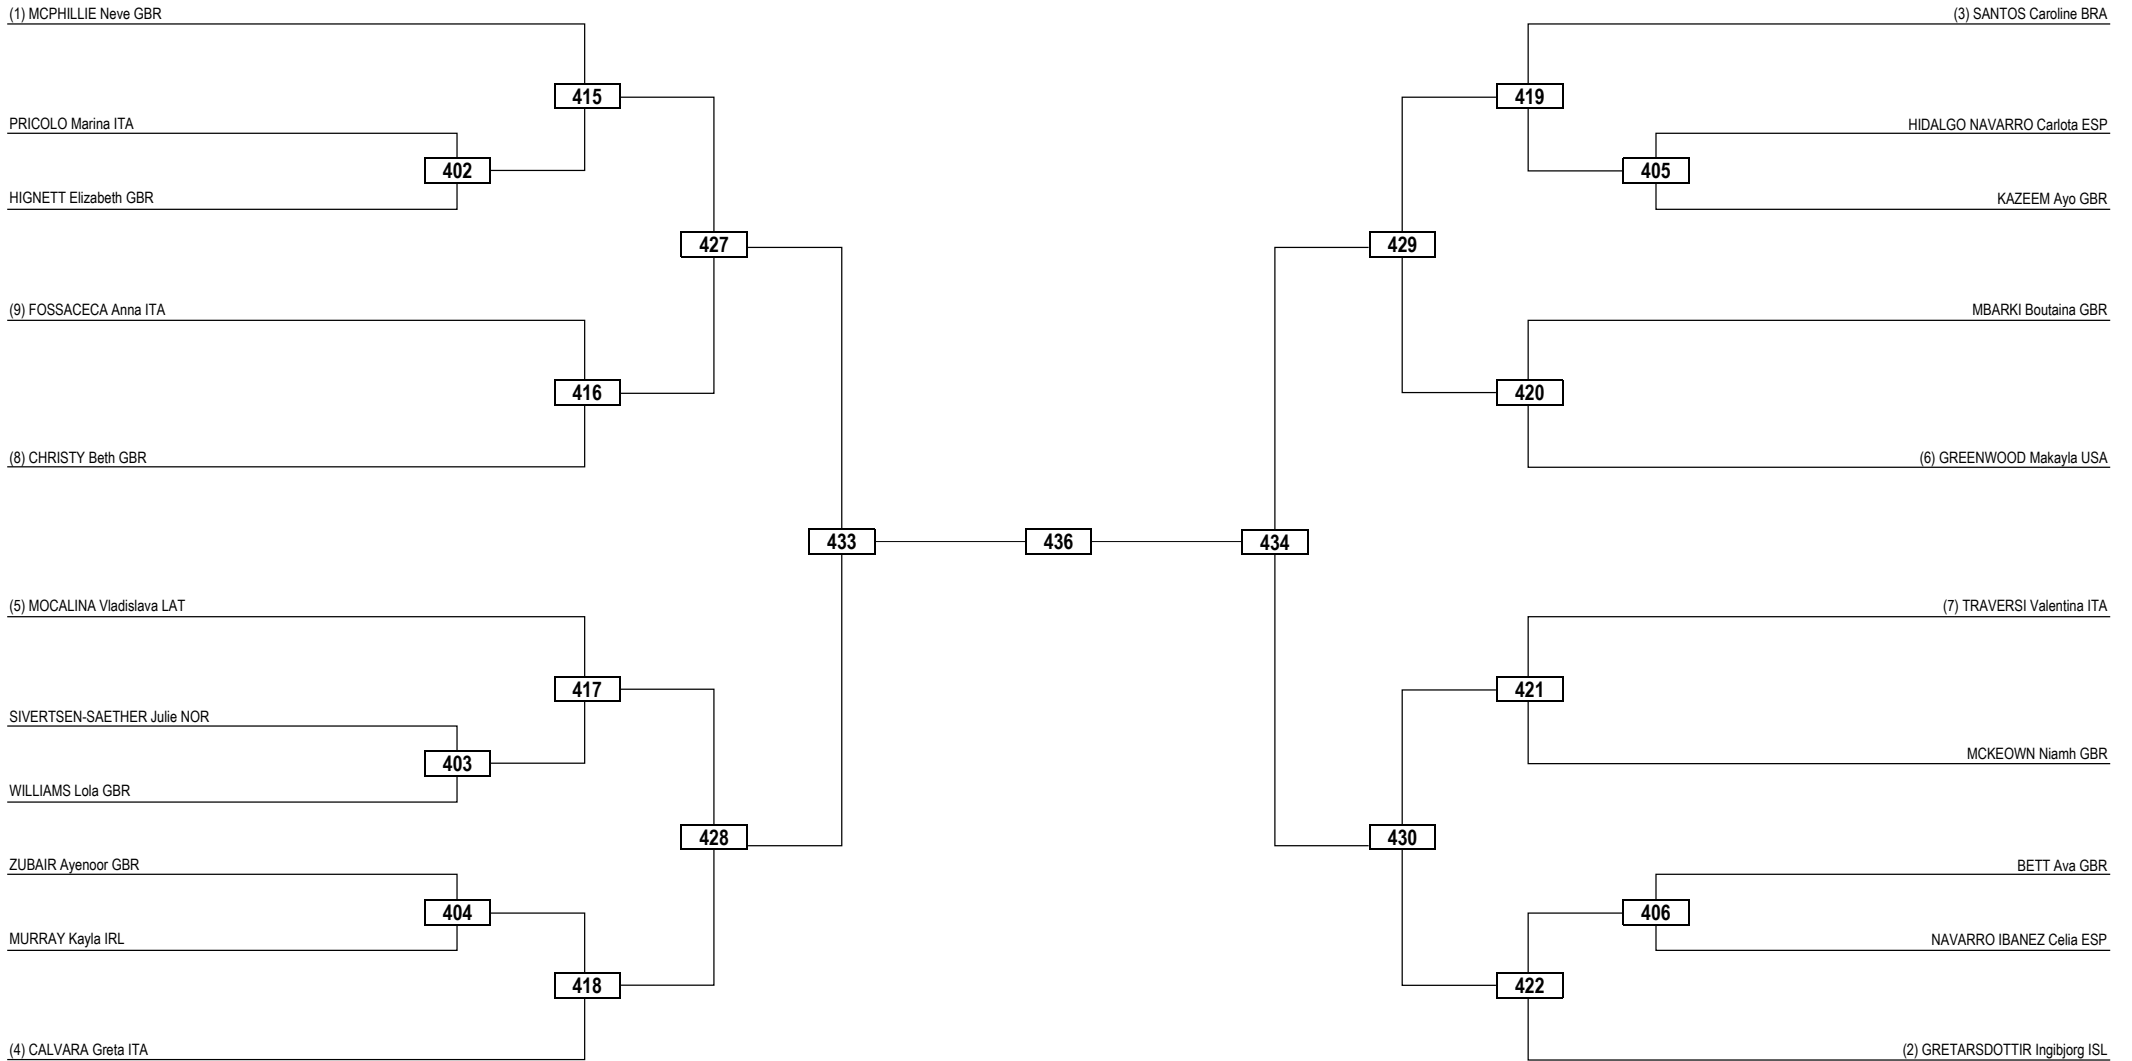 (1) MCPHILLIE Neve GBR
(3) SANTOS Caroline BRA
415
419
PRICOLO Marina ITA
HIDALGO NAVARRO Carlota ESP
402
405
HIGNETT Elizabeth GBR
KAZEEM Ayo GBR
427
429
(9) FOSSACECA Anna ITA
MBARKI Boutaina GBR
416
420
(8) CHRISTY Beth GBR
(6) GREENWOOD Makayla USA
433
436
434
(5) MOCALINA Vladislava LAT
(7) TRAVERSI Valentina ITA
417
421
SIVERTSEN-SAETHER Julie NOR
MCKEOWN Niamh GBR
403
WILLIAMS Lola GBR
428
430
ZUBAIR Ayenoor GBR
BETT Ava GBR
404
406
MURRAY Kayla IRL
NAVARRO IBANEZ Celia ESP
418
422
(4) CALVARA Greta ITA
(2) GRETARSDOTTIR Ingibjorg ISL